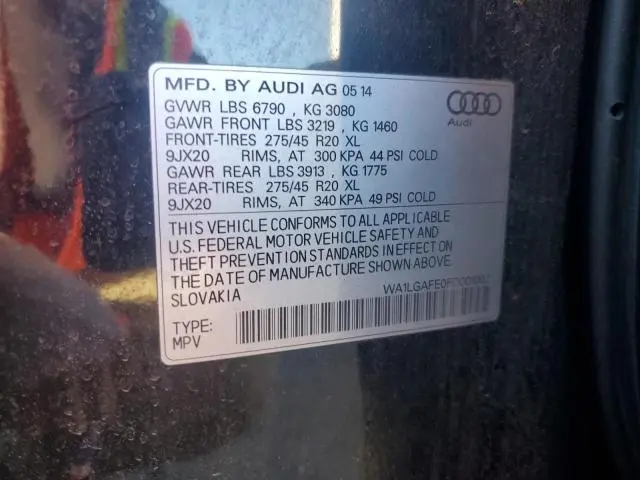 MFD. BY AUDI AG 05 14
GVWR LBS 6790 , KG 3080
GAWR FRONT LBS 3219 , KG 1460
FRONT-TIRES 275/45 R20 XL
9JX20 RIMS, AT 300 KPA 44 PSI COLD
GAWR REAR LBS 3913 , KG 1775
REAR-TIRES 275/45 R20 XL
9JX20 RIMS, AT 340 KPA 49 PSI COLD
Audi
THIS VEHICLE CONFORMS TO ALL APPLICABLE
U.S. FEDERAL MOTOR VEHICLE SAFETY AND
THEFT PREVENTION STANDARDS IN EFFECT ON
THE DATE OF MANUFACTURE SHOWN ABOVE.
SLOVAKIA
TYPE:
MPV